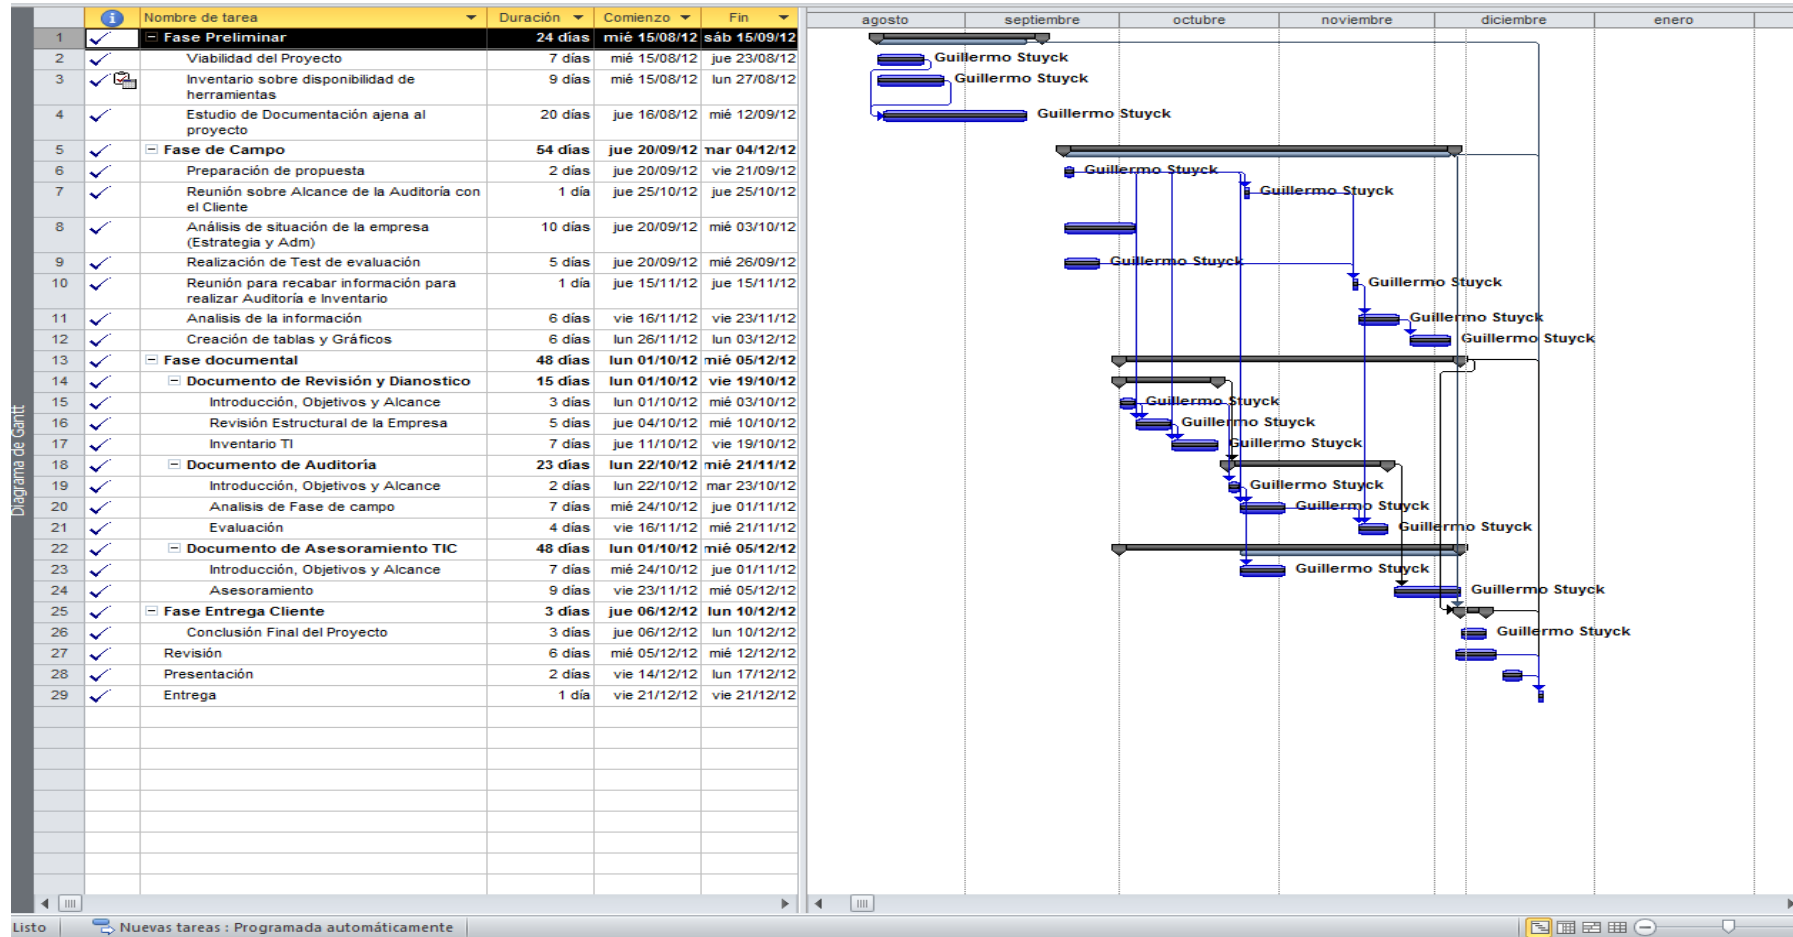 Nombre de tarea Duración Comienzo Fin agosto septiembre octubre noviembre diciembre enero
1 Fase Preliminar 24 días mié 15/08/12 sáb 15/09/12
2 Viabilidad del Proyecto 7 días mié 15/08/12 jue 23/08/12 Guillermo Stuyck
3 Inventario sobre disponibilidad de 9 días mié 15/08/12 lun 27/08/12 Guillermo Stuyck
herramientas
4 Estudio de Documentación ajena al 20 días jue 16/08/12 mié 12/09/12 Guillermo Stuyck
proyecto
5 Fase de Campo 54 días jue 20/09/12 mar 04/12/12
6 Preparación de propuesta 2 días jue 20/09/12 vie 21/09/12 Guillermo Stuyck
7 Reunión sobre Alcance de la Auditoría con 1 día jue 25/10/12 jue 25/10/12 Guillermo Stuyck
el Cliente
8 Análisis de situación de la empresa 10 días jue 20/09/12 mié 03/10/12
(Estrategia y Adm)
9 Realización de Test de evaluación 5 días jue 20/09/12 mié 26/09/12 Guillermo Stuyck
10 Reunión para recabar información para 1 día jue 15/11/12 jue 15/11/12 Guillermo Stuyck
realizar Auditoría e Inventario
11 Analisis de la información 6 días vie 16/11/12 vie 23/11/12 Guillermo Stuyck
12 Creación de tablas y Gráficos 6 días lun 26/11/12 lun 03/12/12 Guillermo Stuyck
13 Fase documental 48 días lun 01/10/12 mié 05/12/12
14 Documento de Revisión y Dianostico 15 días lun 01/10/12 vie 19/10/12
15 Introducción, Objetivos y Alcance 3 días lun 01/10/12 mié 03/10/12 Guillermo Stuyck
16 Revisión Estructural de la Empresa 5 días jue 04/10/12 mié 10/10/12 Guillermo Stuyck
17 Inventario TI 7 días jue 11/10/12 vie 19/10/12 Guillermo Stuyck
18 Documento de Auditoría 23 días lun 22/10/12 mié 21/11/12
19 Introducción, Objetivos y Alcance 2 días lun 22/10/12 mar 23/10/12 Guillermo Stuyck
20 Analisis de Fase de campo 7 días mié 24/10/12 jue 01/11/12 Guillermo Stuyck
21 Evaluación 4 días vie 16/11/12 mié 21/11/12 Guillermo Stuyck
22 Documento de Asesoramiento TIC 48 días lun 01/10/12 mié 05/12/12
23 Introducción, Objetivos y Alcance 7 días mié 24/10/12 jue 01/11/12 Guillermo Stuyck
24 Asesoramiento 9 días vie 23/11/12 mié 05/12/12 Guillermo Stuyck
25 Fase Entrega Cliente 3 días jue 06/12/12 lun 10/12/12
26 Conclusión Final del Proyecto 3 días jue 06/12/12 lun 10/12/12 Guillermo Stuyck
27 Revisión 6 días mié 05/12/12 mié 12/12/12
28 Presentación 2 días vie 14/12/12 lun 17/12/12
29 Entrega 1 día vie 21/12/12 vie 21/12/12
Diagrama de Gantt
Listo Nuevas tareas : Programada automáticamente